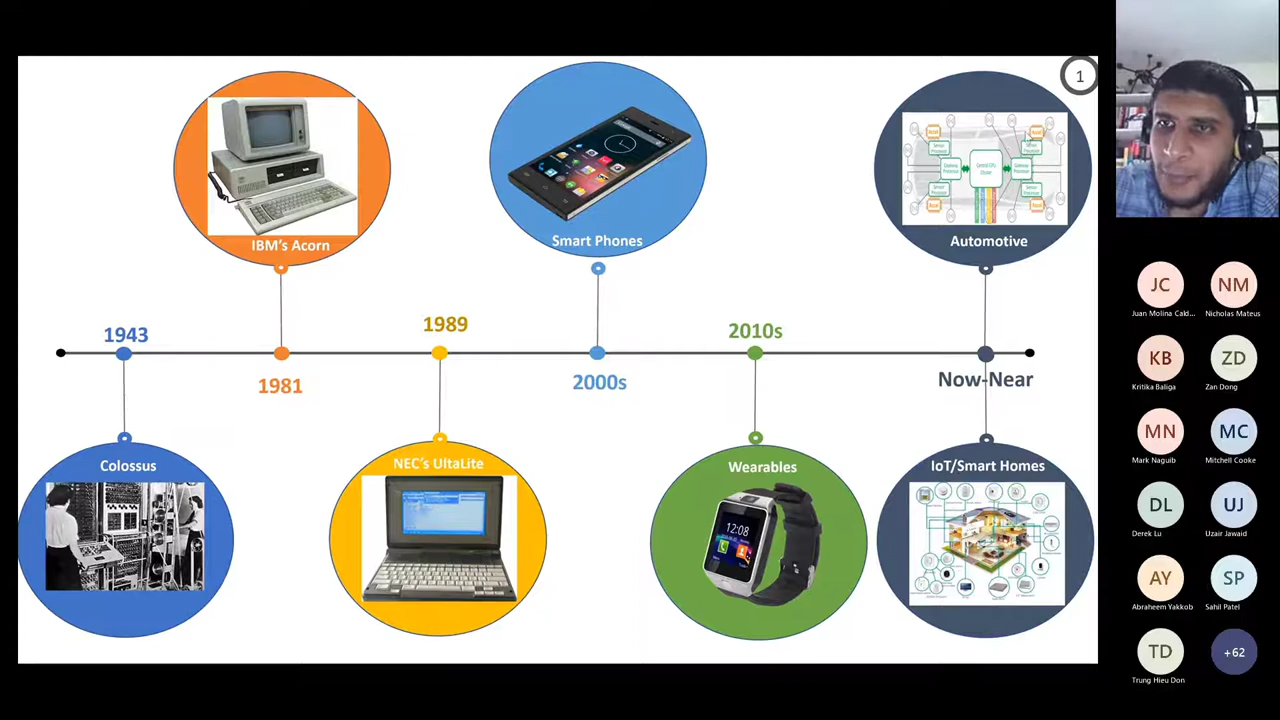 1
IBM's Acorn
Smart Phones
Automotive
1943
1989
2010s
1981
2000s
Now-Near
Colossus
NEC's UltaLite
Wearables
IoT/Smart Homes
12:08
JC
NM
Juan Molina Cald...
Nicholas Mateus
KB
ZD
Kritika Baliga
Zan Dong
MN
MC
Mark Naguib
Mitchell Cooke
DL
UJ
Derek Lu
Uzair Jawaid
AY
SP
Abraheem Yakkob
Sahil Patel
TD
+62
Trung Hieu Don